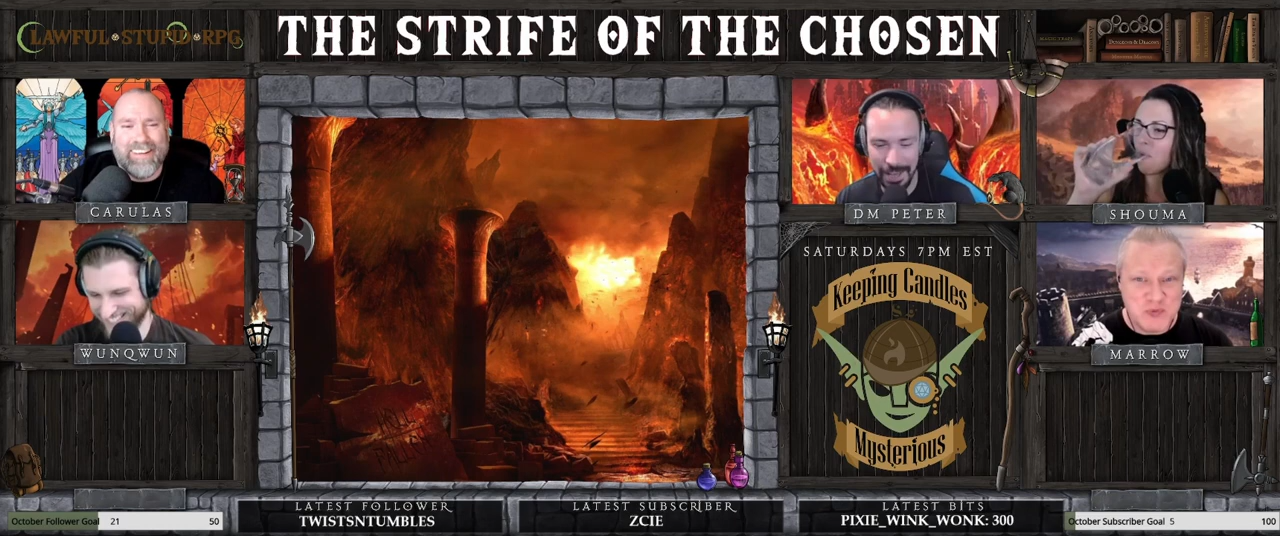 LAWFUL·STUPID·RPG
THE STRIFE OF THE CHOSEN
DUNGEONS & DRAGONS
CARULAS
DM PETER
SHOUMA
SATURDAYS 7PM EST
Keeping Candles
Mysterious
WUNQWUN
MARROW
LATEST FOLLOWER
TWISTSNTUMBLES
LATEST SUBSCRIBER
ZCIE
LATEST BITS
PIXIE_WINK_WONK: 300
October Follower Goal 21 50
October Subscriber Goal 5 100